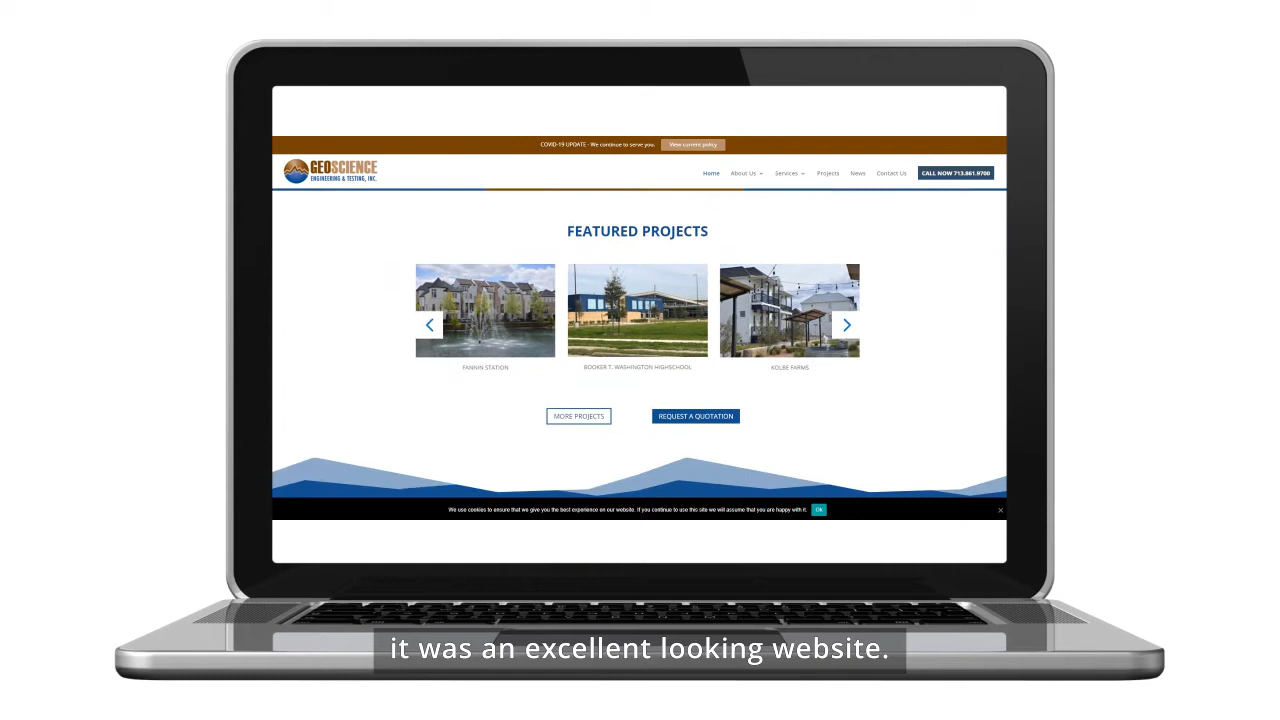 COVID-19 UPDATE - We continue to serve you. View current policy
GEOSCIENCE
ENGINEERING & TESTING, INC.
Home About Us Services Projects News Contact Us CALL NOW 713.861.9700
FEATURED PROJECTS
FANNIN STATION BOOKER T. WASHINGTON HIGHSCHOOL KOLBE FARMS
MORE PROJECTS REQUEST A QUOTATION
We use cookies to ensure that we give you the best experience on our website. If you continue to use this site we will assume that you are happy with it. Ok
it was an excellent looking website.